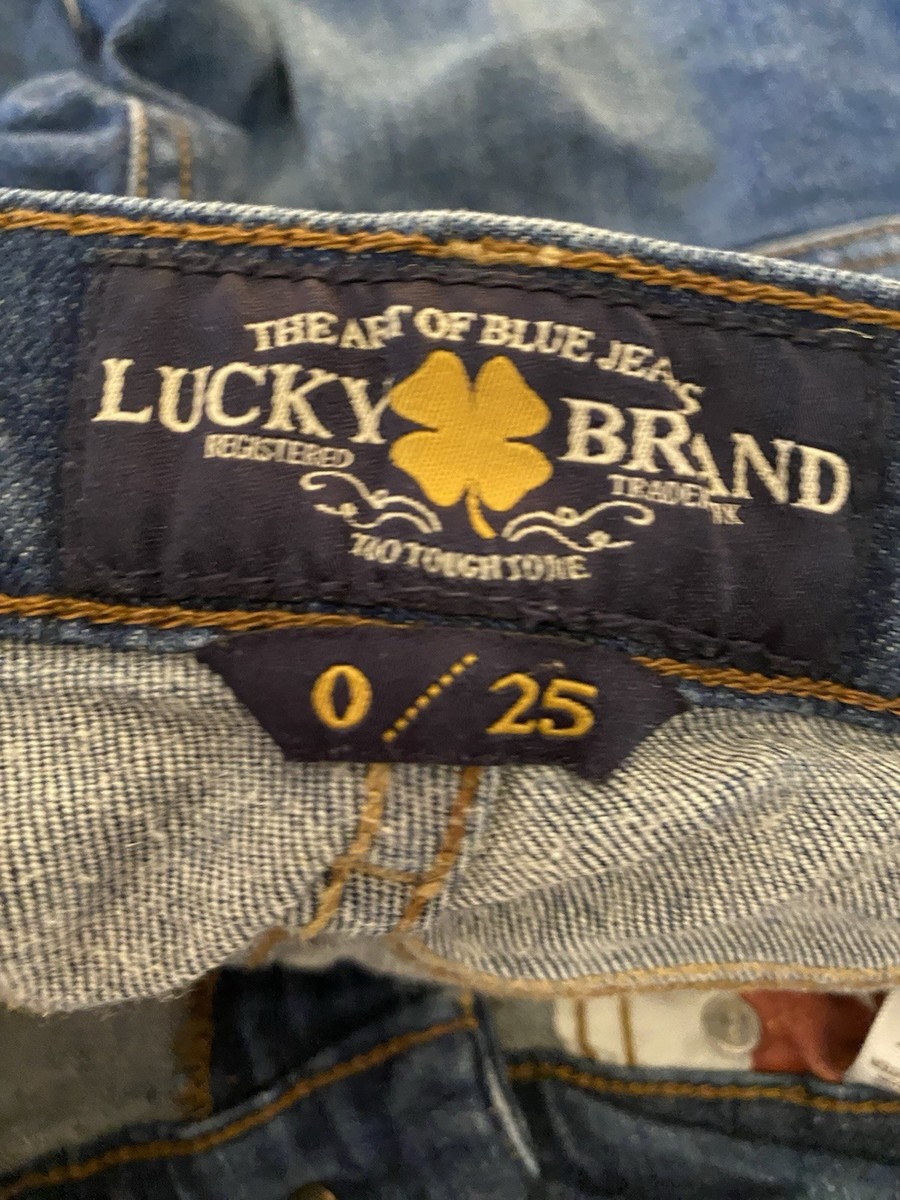 THE ART OF BLUE JEANS
LUCKY BRAND
REGISTERED TRADEMARK
TOO TOUGH TO DIE
0 / 25